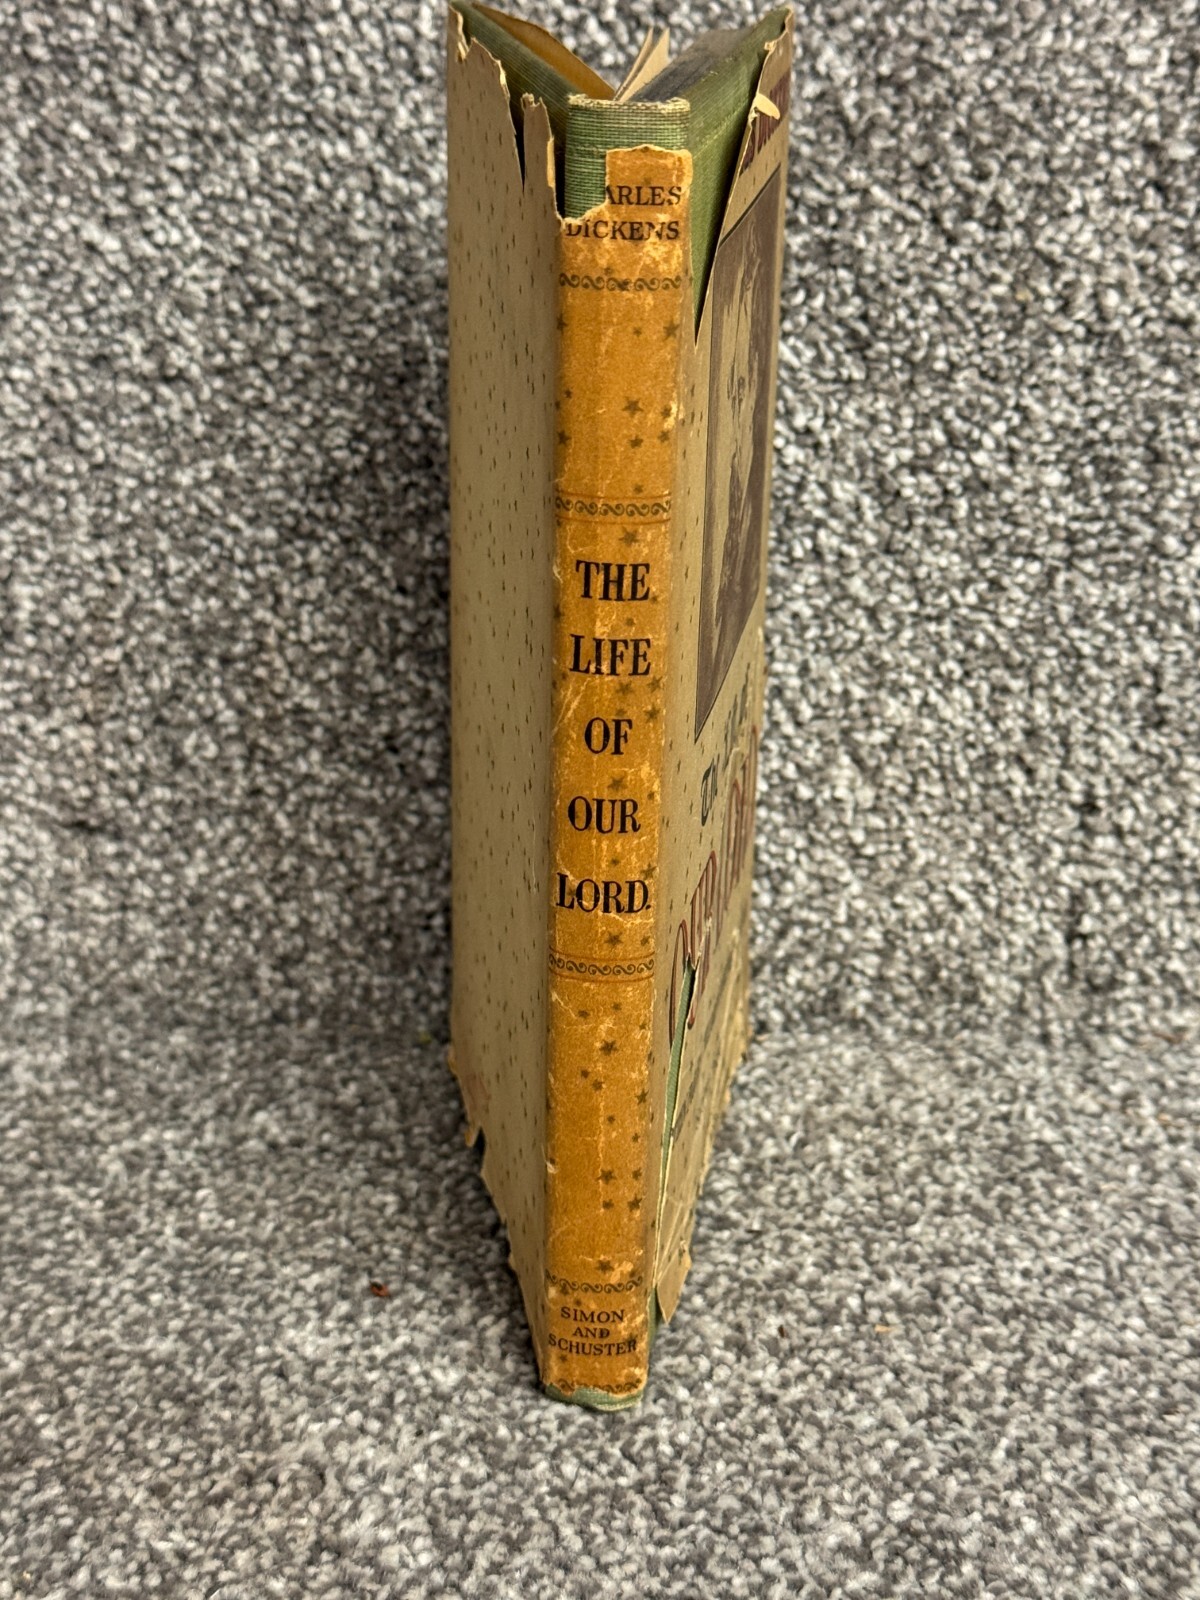 ARLES
DICKENS
THE
LIFE
OF
OUR
LORD.
SIMON
AND
SCHUSTER